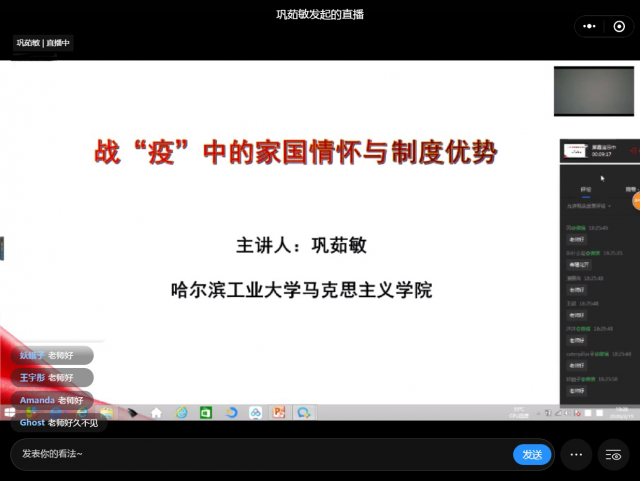 巩茹敏发起的直播
巩茹敏 | 直播中
战“疫”中的家国情怀与制度优势
主讲人：巩茹敏
哈尔滨工业大学马克思主义学院
00:09:17
评论
老师好
老师好
老师好
老师好
老师好
老师好
妖娘子 老师好
王宇彤 老师好
Amanda 老师好
Ghost 老师好久不见
发表你的看法~
发送